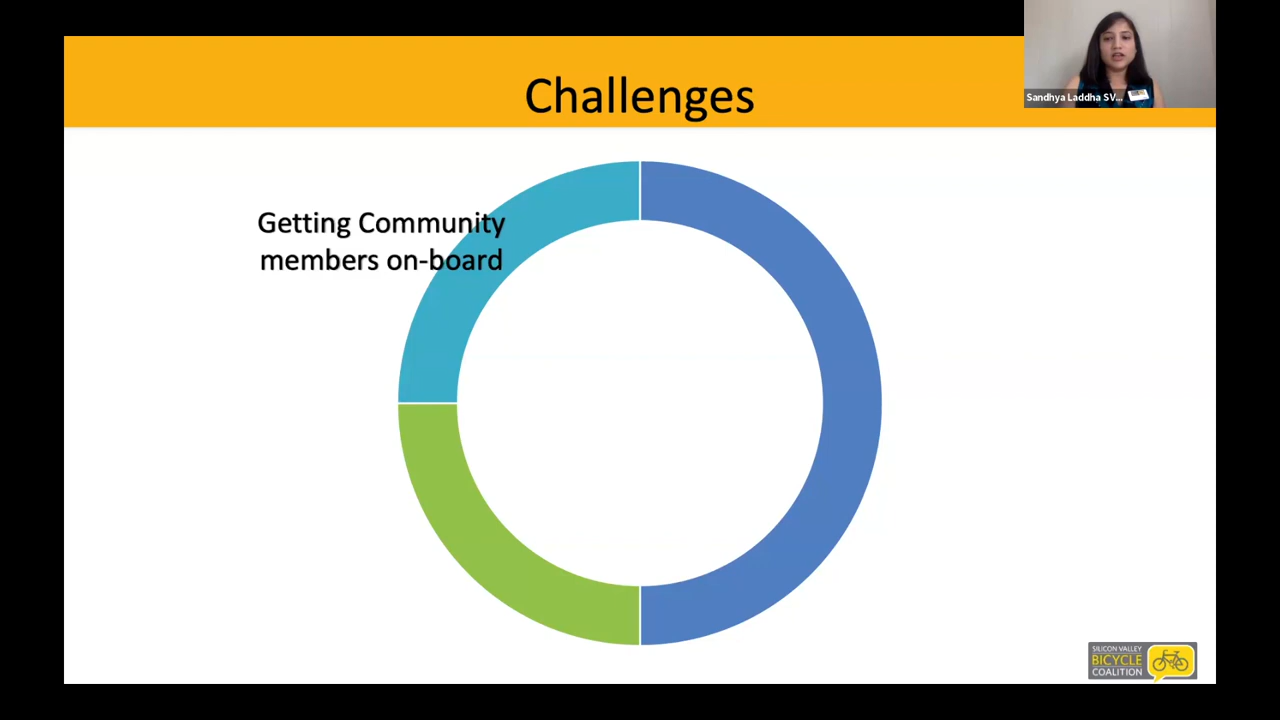 Challenges
Sandhya Laddha SV...
Getting Community
members on-board
SILICON VALLEY
BICYCLE
COALITION